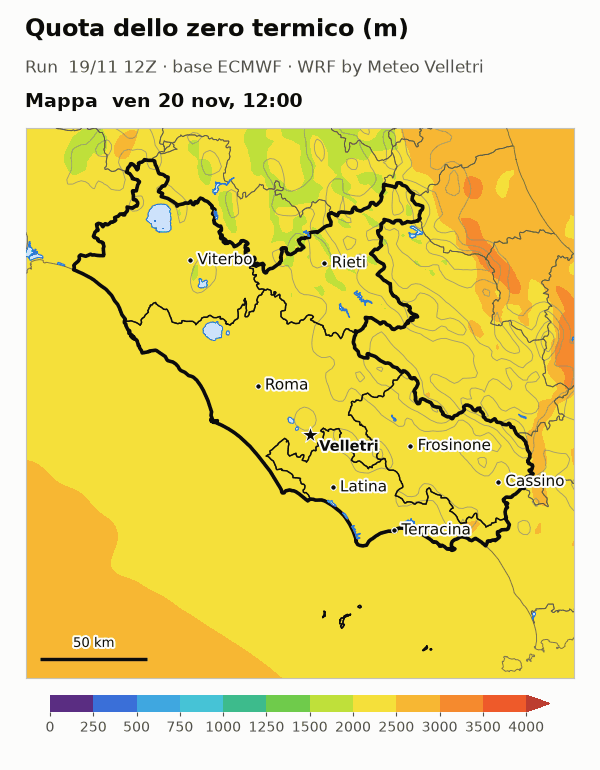 Quota dello zero termico (m)
Run  19/11 12Z · base ECMWF · WRF by Meteo Velletri
Mappa  ven 20 nov, 12:00
Viterbo
Rieti
Roma
Velletri
Frosinone
Cassino
Latina
Terracina
50 km
0 250 500 750 1000 1250 1500 2000 2500 3000 3500 4000